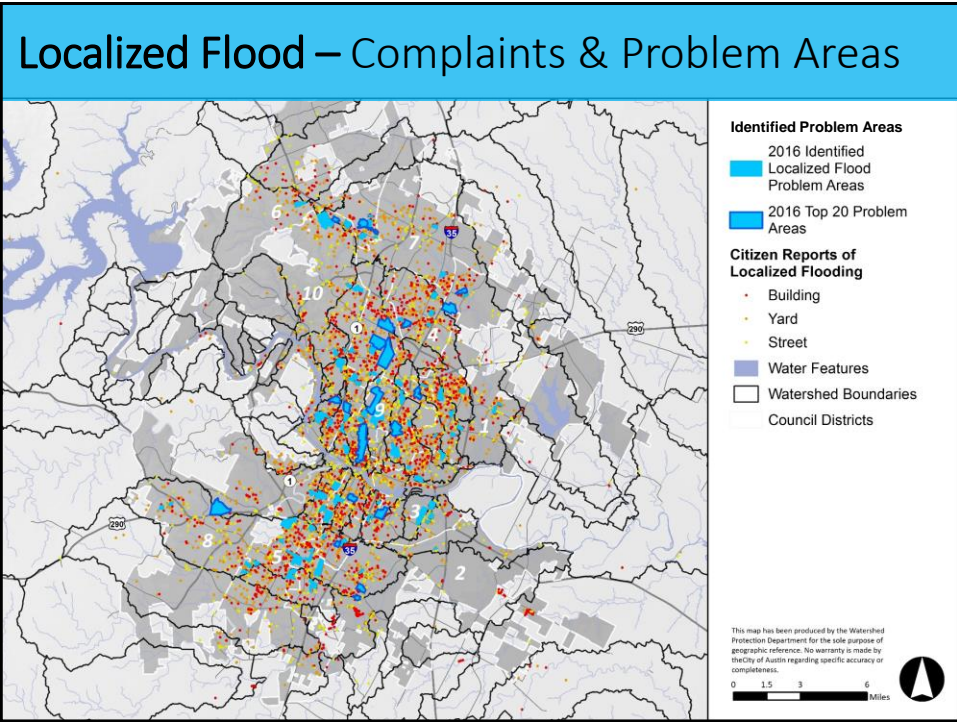 Localized Flood – Complaints & Problem Areas
Identified Problem Areas
2016 Identified
Localized Flood
Problem Areas
2016 Top 20 Problem
Areas
Citizen Reports of
Localized Flooding
Building
Yard
Street
Water Features
Watershed Boundaries
Council Districts
6
7
35
10
1
4
290
9
1
1
3
290
8
5
35
2
This map has been produced by the Watershed
Protection Department for the sole purpose of
geographic reference. No warranty is made by
theCity of Austin regarding specific accuracy or
completeness.
0 1.5 3 6
Miles